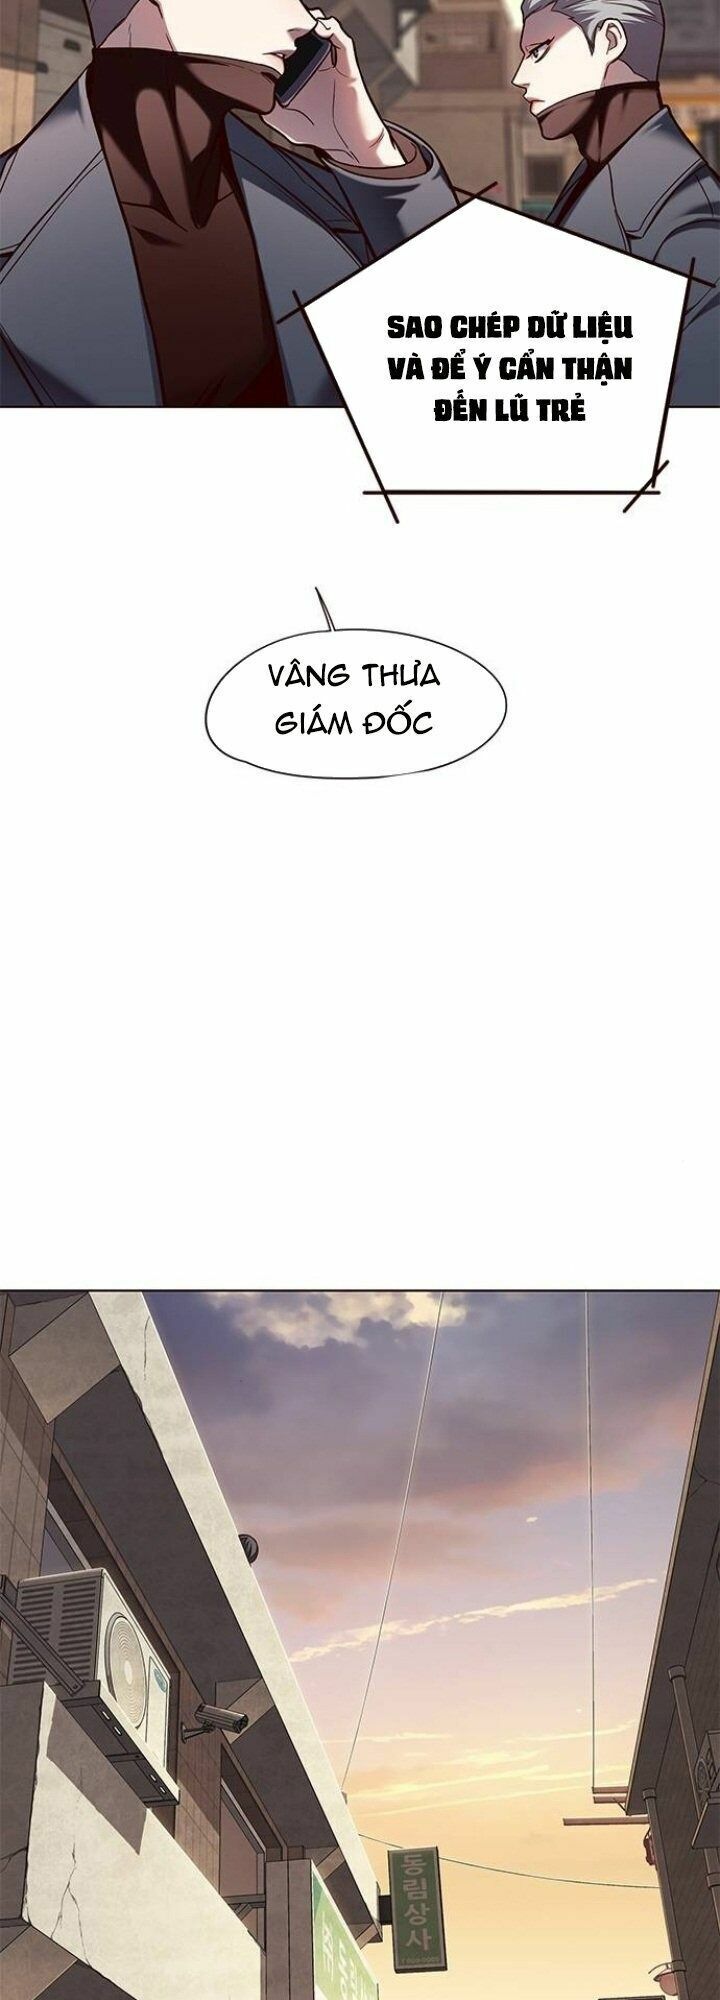 SAO CHÉP DỮ LIỆU
VÀ ĐỂ Ý CẨN THẬN
ĐẾN LŨ TRẺ
VÂNG THƯA
GIÁM ĐỐC
동림상사